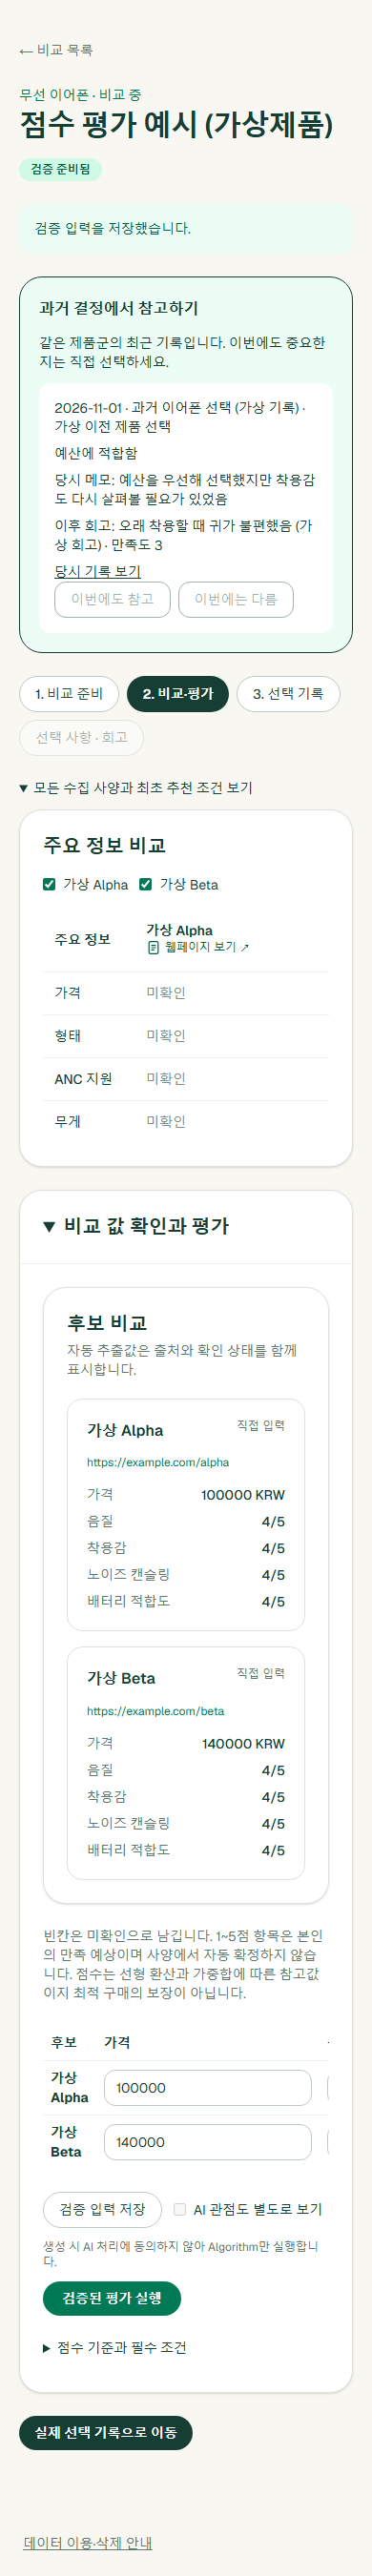 ← 비교 목록
무선 이어폰 · 비교 중
점수 평가 예시 (가상제품)
검증 준비됨
검증 입력을 저장했습니다.
과거 결정에서 참고하기
같은 제품군의 최근 기록입니다. 이번에도 중요한
지는 직접 선택하세요.
2026-11-01 · 과거 이어폰 선택 (가상 기록) ·
가상 이전 제품 선택
예산에 적합함
당시 메모: 예산을 우선해 선택했지만 착용감
도 다시 살펴볼 필요가 있었음
이후 회고: 오래 착용할 때 귀가 불편했음 (가
상 회고) · 만족도 3
당시 기록 보기
이번에도 참고 이번에는 다름
1. 비교 준비 2. 비교·평가 3. 선택 기록
선택 사항 · 회고
▼ 모든 수집 사양과 최초 추천 조건 보기
주요 정보 비교
가상 Alpha 가상 Beta
주요 정보 가상 Alpha
웹페이지 보기 ↗
가격 미확인
형태 미확인
ANC 지원 미확인
무게 미확인
▼ 비교 값 확인과 평가
후보 비교
자동 추출값은 출처와 확인 상태를 함께
표시합니다.
가상 Alpha 직접 입력
https://example.com/alpha
가격 100000 KRW
음질 4/5
착용감 4/5
노이즈 캔슬링 4/5
배터리 적합도 4/5
가상 Beta 직접 입력
https://example.com/beta
가격 140000 KRW
음질 4/5
착용감 4/5
노이즈 캔슬링 4/5
배터리 적합도 4/5
빈칸은 미확인으로 남깁니다. 1~5점 항목은 본인
의 만족 예상이며 사양에서 자동 확정하지 않습
니다. 점수는 선형 환산과 가중합에 따른 참고값
이지 최적 구매의 보장이 아닙니다.
후보 가격
가상
Alpha 100000
가상
Beta 140000
검증 입력 저장 AI 관점도 별도로 보기
생성 시 AI 처리에 동의하지 않아 Algorithm만 실행합니
다.
검증된 평가 실행
▶ 점수 기준과 필수 조건
실제 선택 기록으로 이동
데이터 이용·삭제 안내